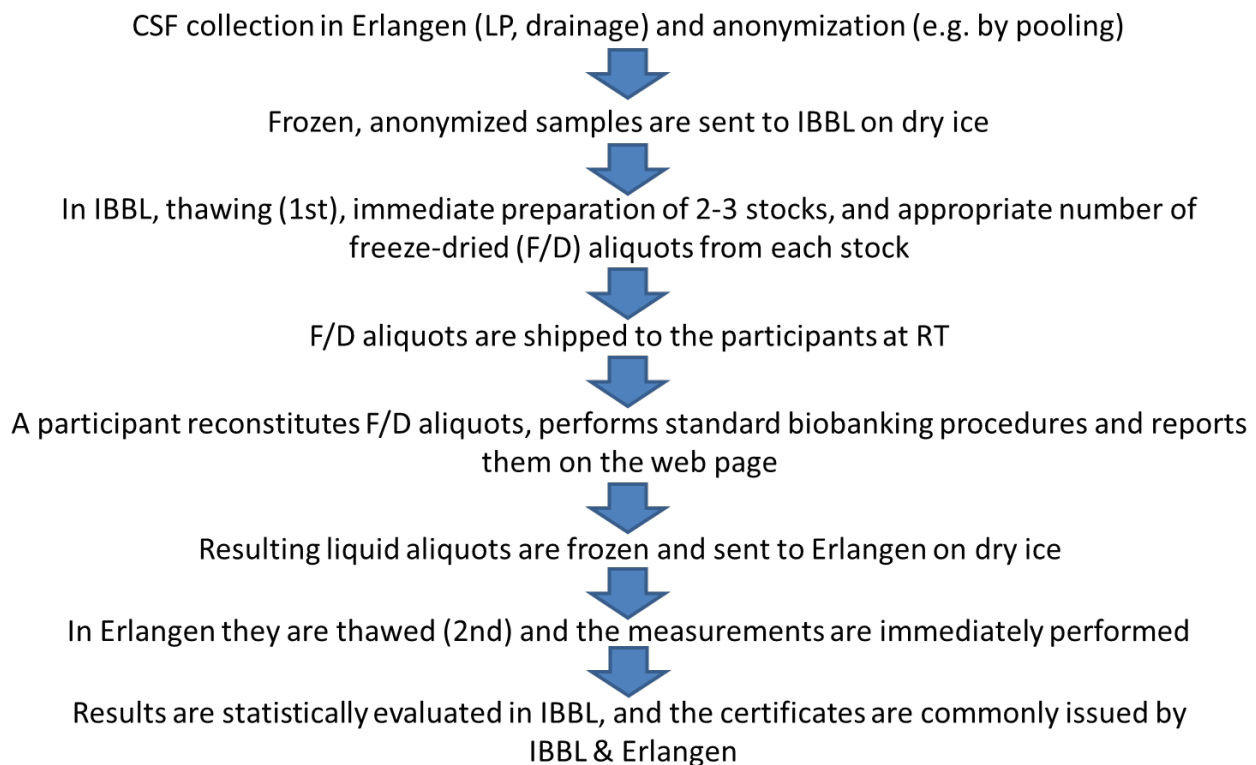 CSF collection in Erlangen (LP, drainage) and anonymization (e.g. by pooling)
Frozen, anonymized samples are sent to IBBL on dry ice
In IBBL, thawing (1st), immediate preparation of 2-3 stocks, and appropriate number of
freeze-dried (F/D) aliquots from each stock
F/D aliquots are shipped to the participants at RT
A participant reconstitutes F/D aliquots, performs standard biobanking procedures and reports
them on the web page
Resulting liquid aliquots are frozen and sent to Erlangen on dry ice
In Erlangen they are thawed (2nd) and the measurements are immediately performed
Results are statistically evaluated in IBBL, and the certificates are commonly issued by
IBBL & Erlangen